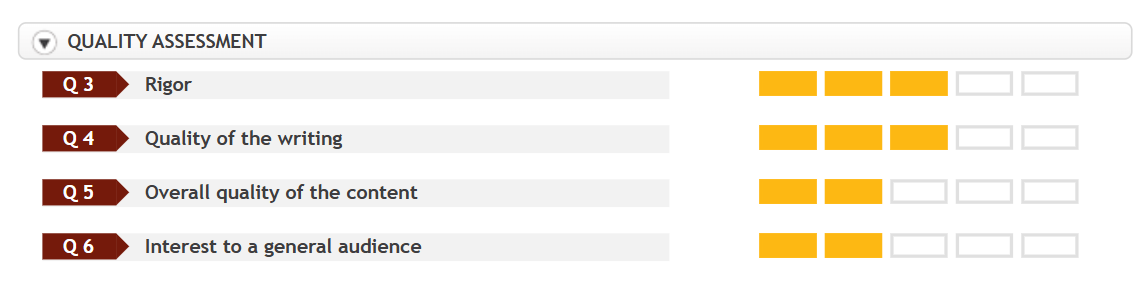 QUALITY ASSESSMENT
Q 3 Rigor
Q 4 Quality of the writing
Q 5 Overall quality of the content
Q 6 Interest to a general audience